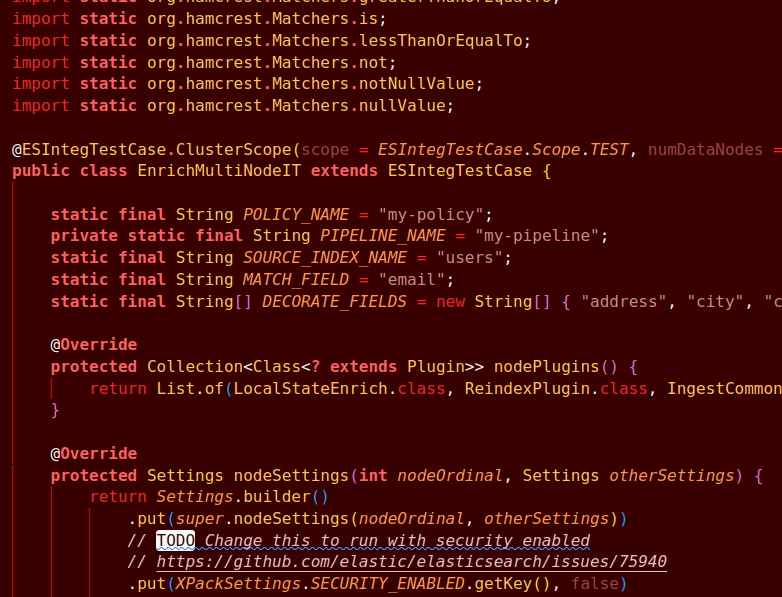 import static org.hamcrest.Matchers.greaterThanOrEqualTo;
import static org.hamcrest.Matchers.is;
import static org.hamcrest.Matchers.lessThanOrEqualTo;
import static org.hamcrest.Matchers.not;
import static org.hamcrest.Matchers.notNullValue;
import static org.hamcrest.Matchers.nullValue;
@ESIntegTestCase.ClusterScope(scope = ESIntegTestCase.Scope.TEST, numDataNodes =
public class EnrichMultiNodeIT extends ESIntegTestCase {
static final String POLICY_NAME = "my-policy";
private static final String PIPELINE_NAME = "my-pipeline";
static final String SOURCE_INDEX_NAME = "users";
static final String MATCH_FIELD = "email";
static final String[] DECORATE_FIELDS = new String[] { "address", "city", "c
@Override
protected Collection<Class<? extends Plugin>> nodePlugins() {
return List.of(LocalStateEnrich.class, ReindexPlugin.class, IngestCommon
}
@Override
protected Settings nodeSettings(int nodeOrdinal, Settings otherSettings) {
return Settings.builder()
.put(super.nodeSettings(nodeOrdinal, otherSettings))
// TODO Change this to run with security enabled
// https://github.com/elastic/elasticsearch/issues/75940
.put(XPackSettings.SECURITY_ENABLED.getKey(), false)